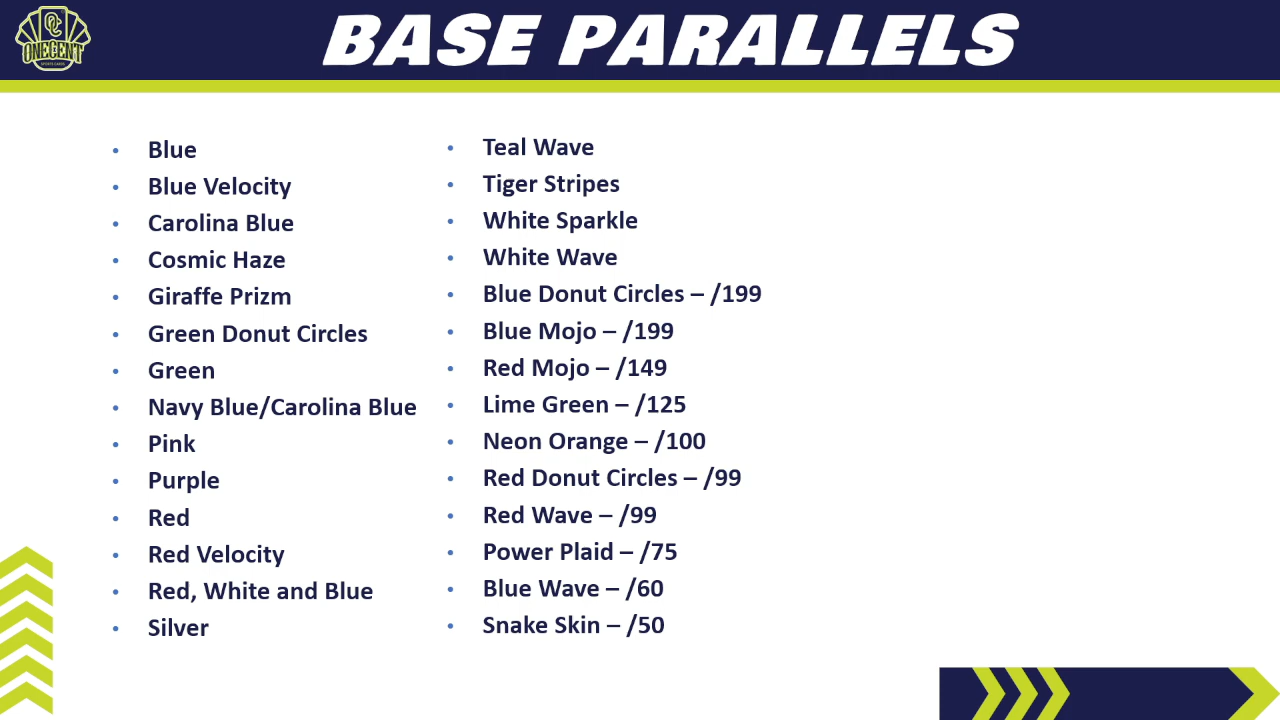 OC
ONECENT
SPORTS CARDS
BASE PARALLELS
• Blue
• Blue Velocity
• Carolina Blue
• Cosmic Haze
• Giraffe Prizm
• Green Donut Circles
• Green
• Navy Blue/Carolina Blue
• Pink
• Purple
• Red
• Red Velocity
• Red, White and Blue
• Silver
• Teal Wave
• Tiger Stripes
• White Sparkle
• White Wave
• Blue Donut Circles – /199
• Blue Mojo – /199
• Red Mojo – /149
• Lime Green – /125
• Neon Orange – /100
• Red Donut Circles – /99
• Red Wave – /99
• Power Plaid – /75
• Blue Wave – /60
• Snake Skin – /50